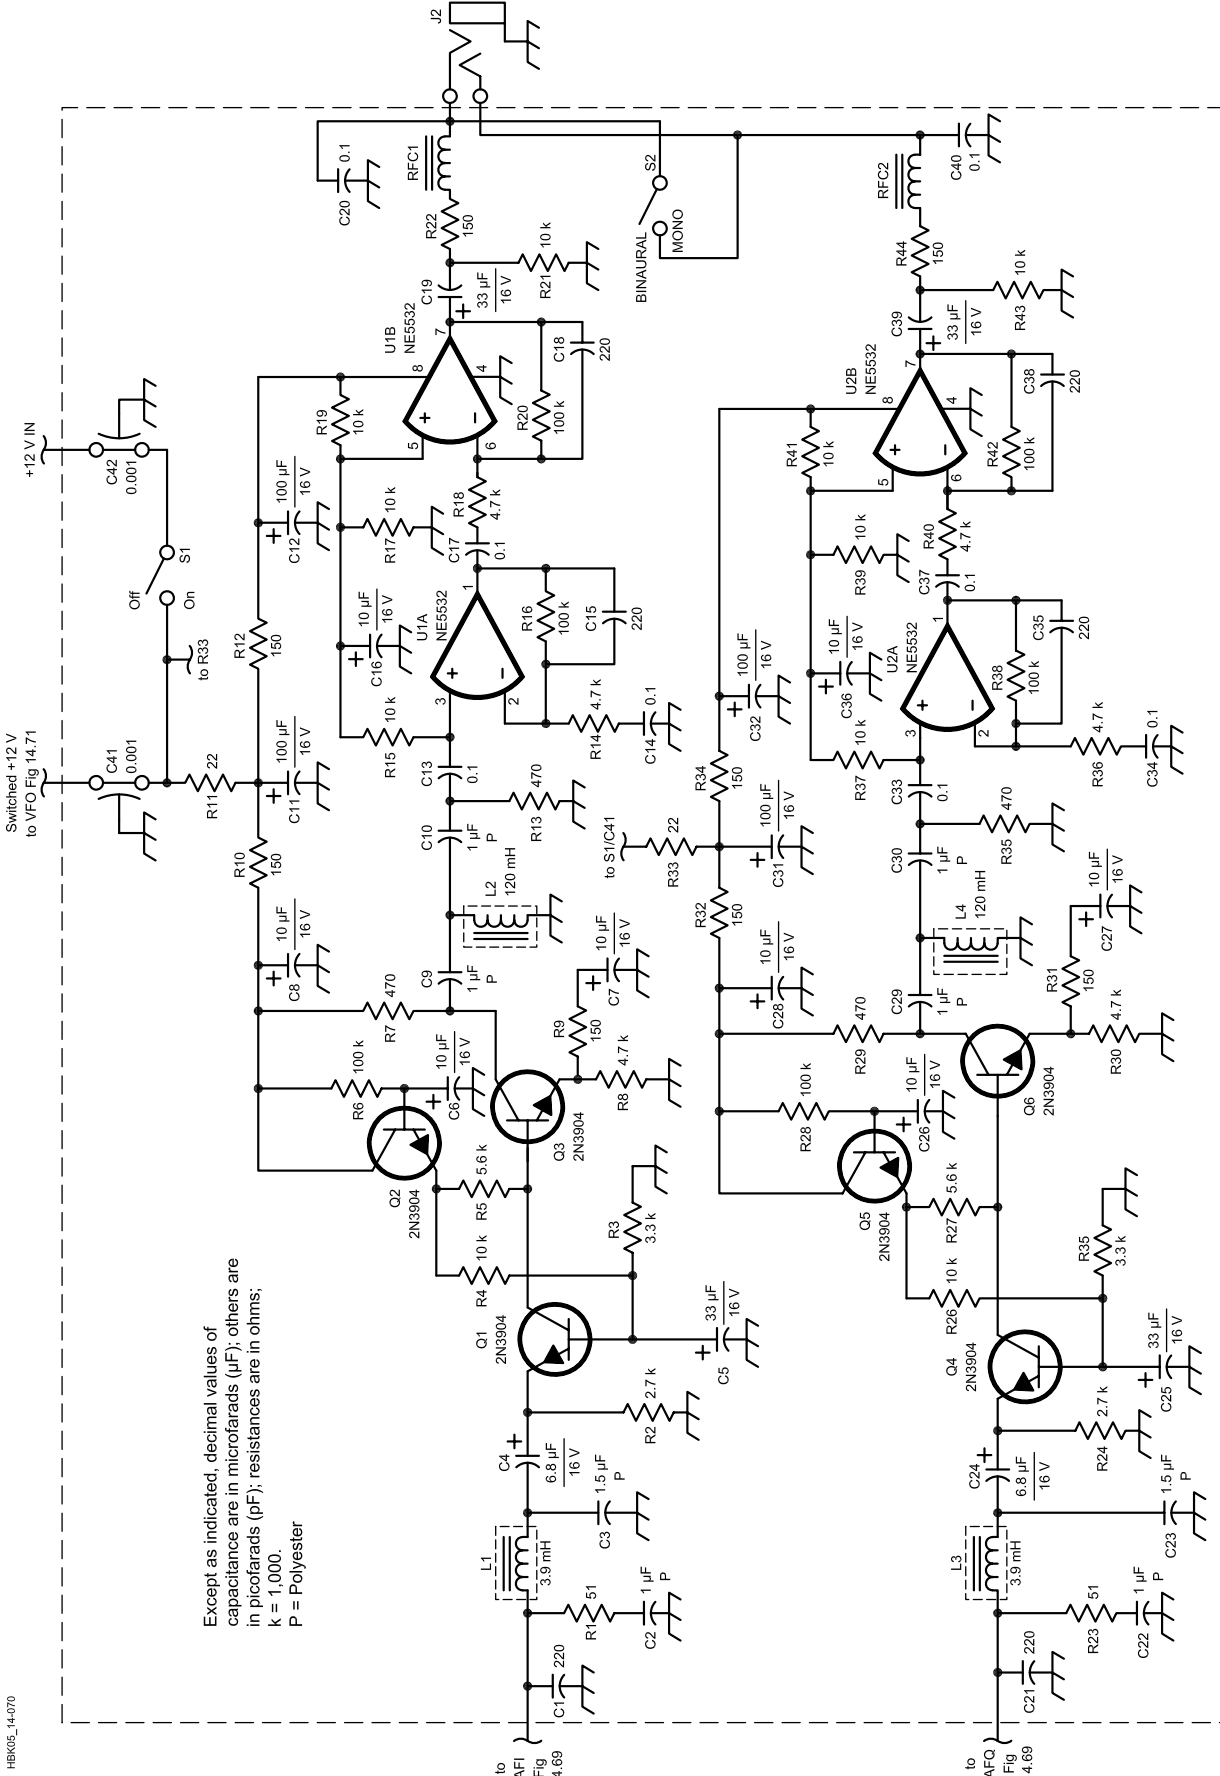 HBK05_14-070
Except as indicated, decimal values of
capacitance are in microfarads (µF); others are
in picofarads (pF); resistances are in ohms;
k = 1,000.
P = Polyester
Switched +12 V
to VFO Fig 14.71
+12 V IN
C41
0.001
C42
0.001
Off
On
S1
to R33
R11
22
R10
150
R12
150
C8
10 µF
16 V
C11
100 µF
16 V
C12
100 µF
16 V
to
AFI
Fig
4.69
C1
220
R1
51
C2
1 µF
P
L1
3.9 mH
C3
1.5 µF
P
C4
+
6.8 µF
16 V
R2
2.7 k
Q1
2N3904
C5
+
33 µF
16 V
R3
3.3 k
R4
10 k
R5
5.6 k
Q2
2N3904
R6
100 k
C6
+
10 µF
16 V
Q3
2N3904
R7
470
R8
4.7 k
R9
150
C7
+
10 µF
16 V
C9
1 µF
P
L2
120 mH
C10
1 µF
P
R13
470
C13
0.1
R15
10 k
C16
+
10 µF
16 V
R17
10 k
R19
10 k
U1A
NE5532
3
2
1
+
–
R14
4.7 k
C14
0.1
R16
100 k
C15
220
C17
0.1
R18
4.7 k
U1B
NE5532
5
6
7
8
4
+
–
R20
100 k
C18
220
C19
+
33 µF
16 V
R21
10 k
R22
150
RFC1
C20
0.1
J2
S2
BINAURAL
MONO
to
AFQ
Fig
4.69
C21
220
R23
51
C22
1 µF
P
L3
3.9 mH
C23
1.5 µF
P
C24
+
6.8 µF
16 V
R24
2.7 k
Q4
2N3904
C25
+
33 µF
16 V
R35
3.3 k
R26
10 k
R27
5.6 k
Q5
2N3904
R28
100 k
C26
+
10 µF
16 V
Q6
2N3904
R29
470
R30
4.7 k
R31
150
C27
+
10 µF
16 V
C28
+
10 µF
16 V
R32
150
R33
22
to S1/C41
C31
+
100 µF
16 V
R34
150
C32
+
100 µF
16 V
C29
1 µF
P
L4
120 mH
C30
1 µF
P
R35
470
C33
0.1
R37
10 k
C36
+
10 µF
16 V
R39
10 k
R41
10 k
U2A
NE5532
3
2
1
+
–
R36
4.7 k
C34
0.1
R38
100 k
C35
220
C37
0.1
R40
4.7 k
U2B
NE5532
5
6
7
8
4
+
–
R42
100 k
C38
220
C39
+
33 µF
16 V
R43
10 k
R44
150
RFC2
C40
0.1